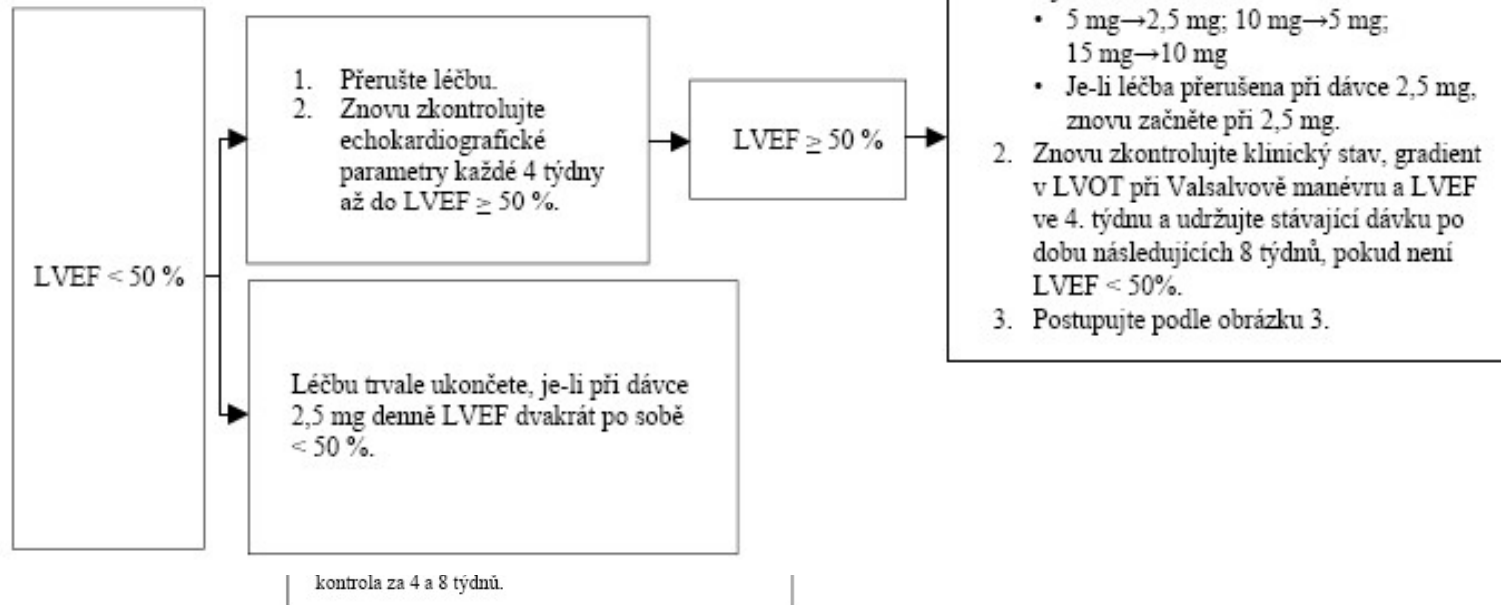 LVEF < 50 %
1. Přerušte léčbu.
2. Znovu zkontrolujte
echokardiografické
parametry každé 4 týdny
až do LVEF ≥ 50 %.
Léčbu trvale ukončete, je-li při dávce
2,5 mg denně LVEF dvakrát po sobě
< 50 %.
LVEF ≥ 50 %
• 5 mg→2,5 mg; 10 mg→5 mg;
15 mg→10 mg
• Je-li léčba přerušena při dávce 2,5 mg,
znovu začněte při 2,5 mg.
2. Znovu zkontrolujte klinický stav, gradient
v LVOT při Valsalvově manévru a LVEF
ve 4. týdnu a udržujte stávající dávku po
dobu následujících 8 týdnů, pokud není
LVEF < 50%.
3. Postupujte podle obrázku 3.
kontrola za 4 a 8 týdnů.